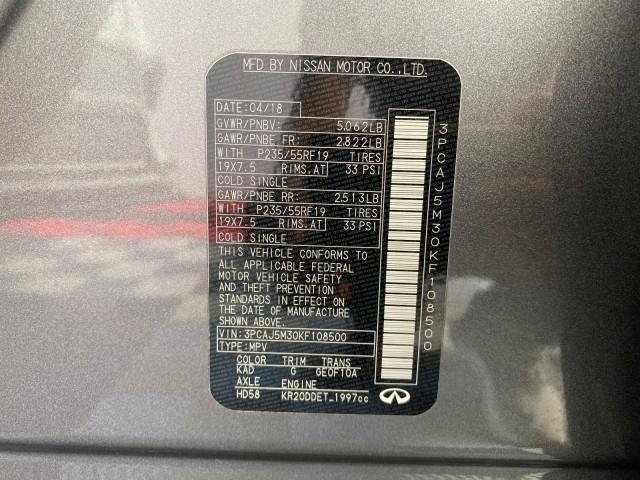 MFD BY NISSAN MOTOR CO.,LTD.
DATE:04/18
GVWR/PNBV: 5,062LB
GAWR/PNBE FR: 2,822LB
WITH P235/55RF19 TIRES
19X7.5 RIMS,AT 33 PSI
COLD SINGLE
GAWR/PNBE RR: 2,513LB
WITH P235/55RF19 TIRES
19X7.5 RIMS,AT 33 PSI
COLD SINGLE
THIS VEHICLE CONFORMS TO
ALL APPLICABLE FEDERAL
MOTOR VEHICLE SAFETY
AND THEFT PREVENTION
STANDARDS IN EFFECT ON
THE DATE OF MANUFACTURE
SHOWN ABOVE.
VIN:3PCAJ5M30KF108500
TYPE:MPV
COLOR TRIM TRANS
KAD G GE0F10A
AXLE ENGINE
HD58 KR20DDET_1997cc
3PCAJ5M30KF108500